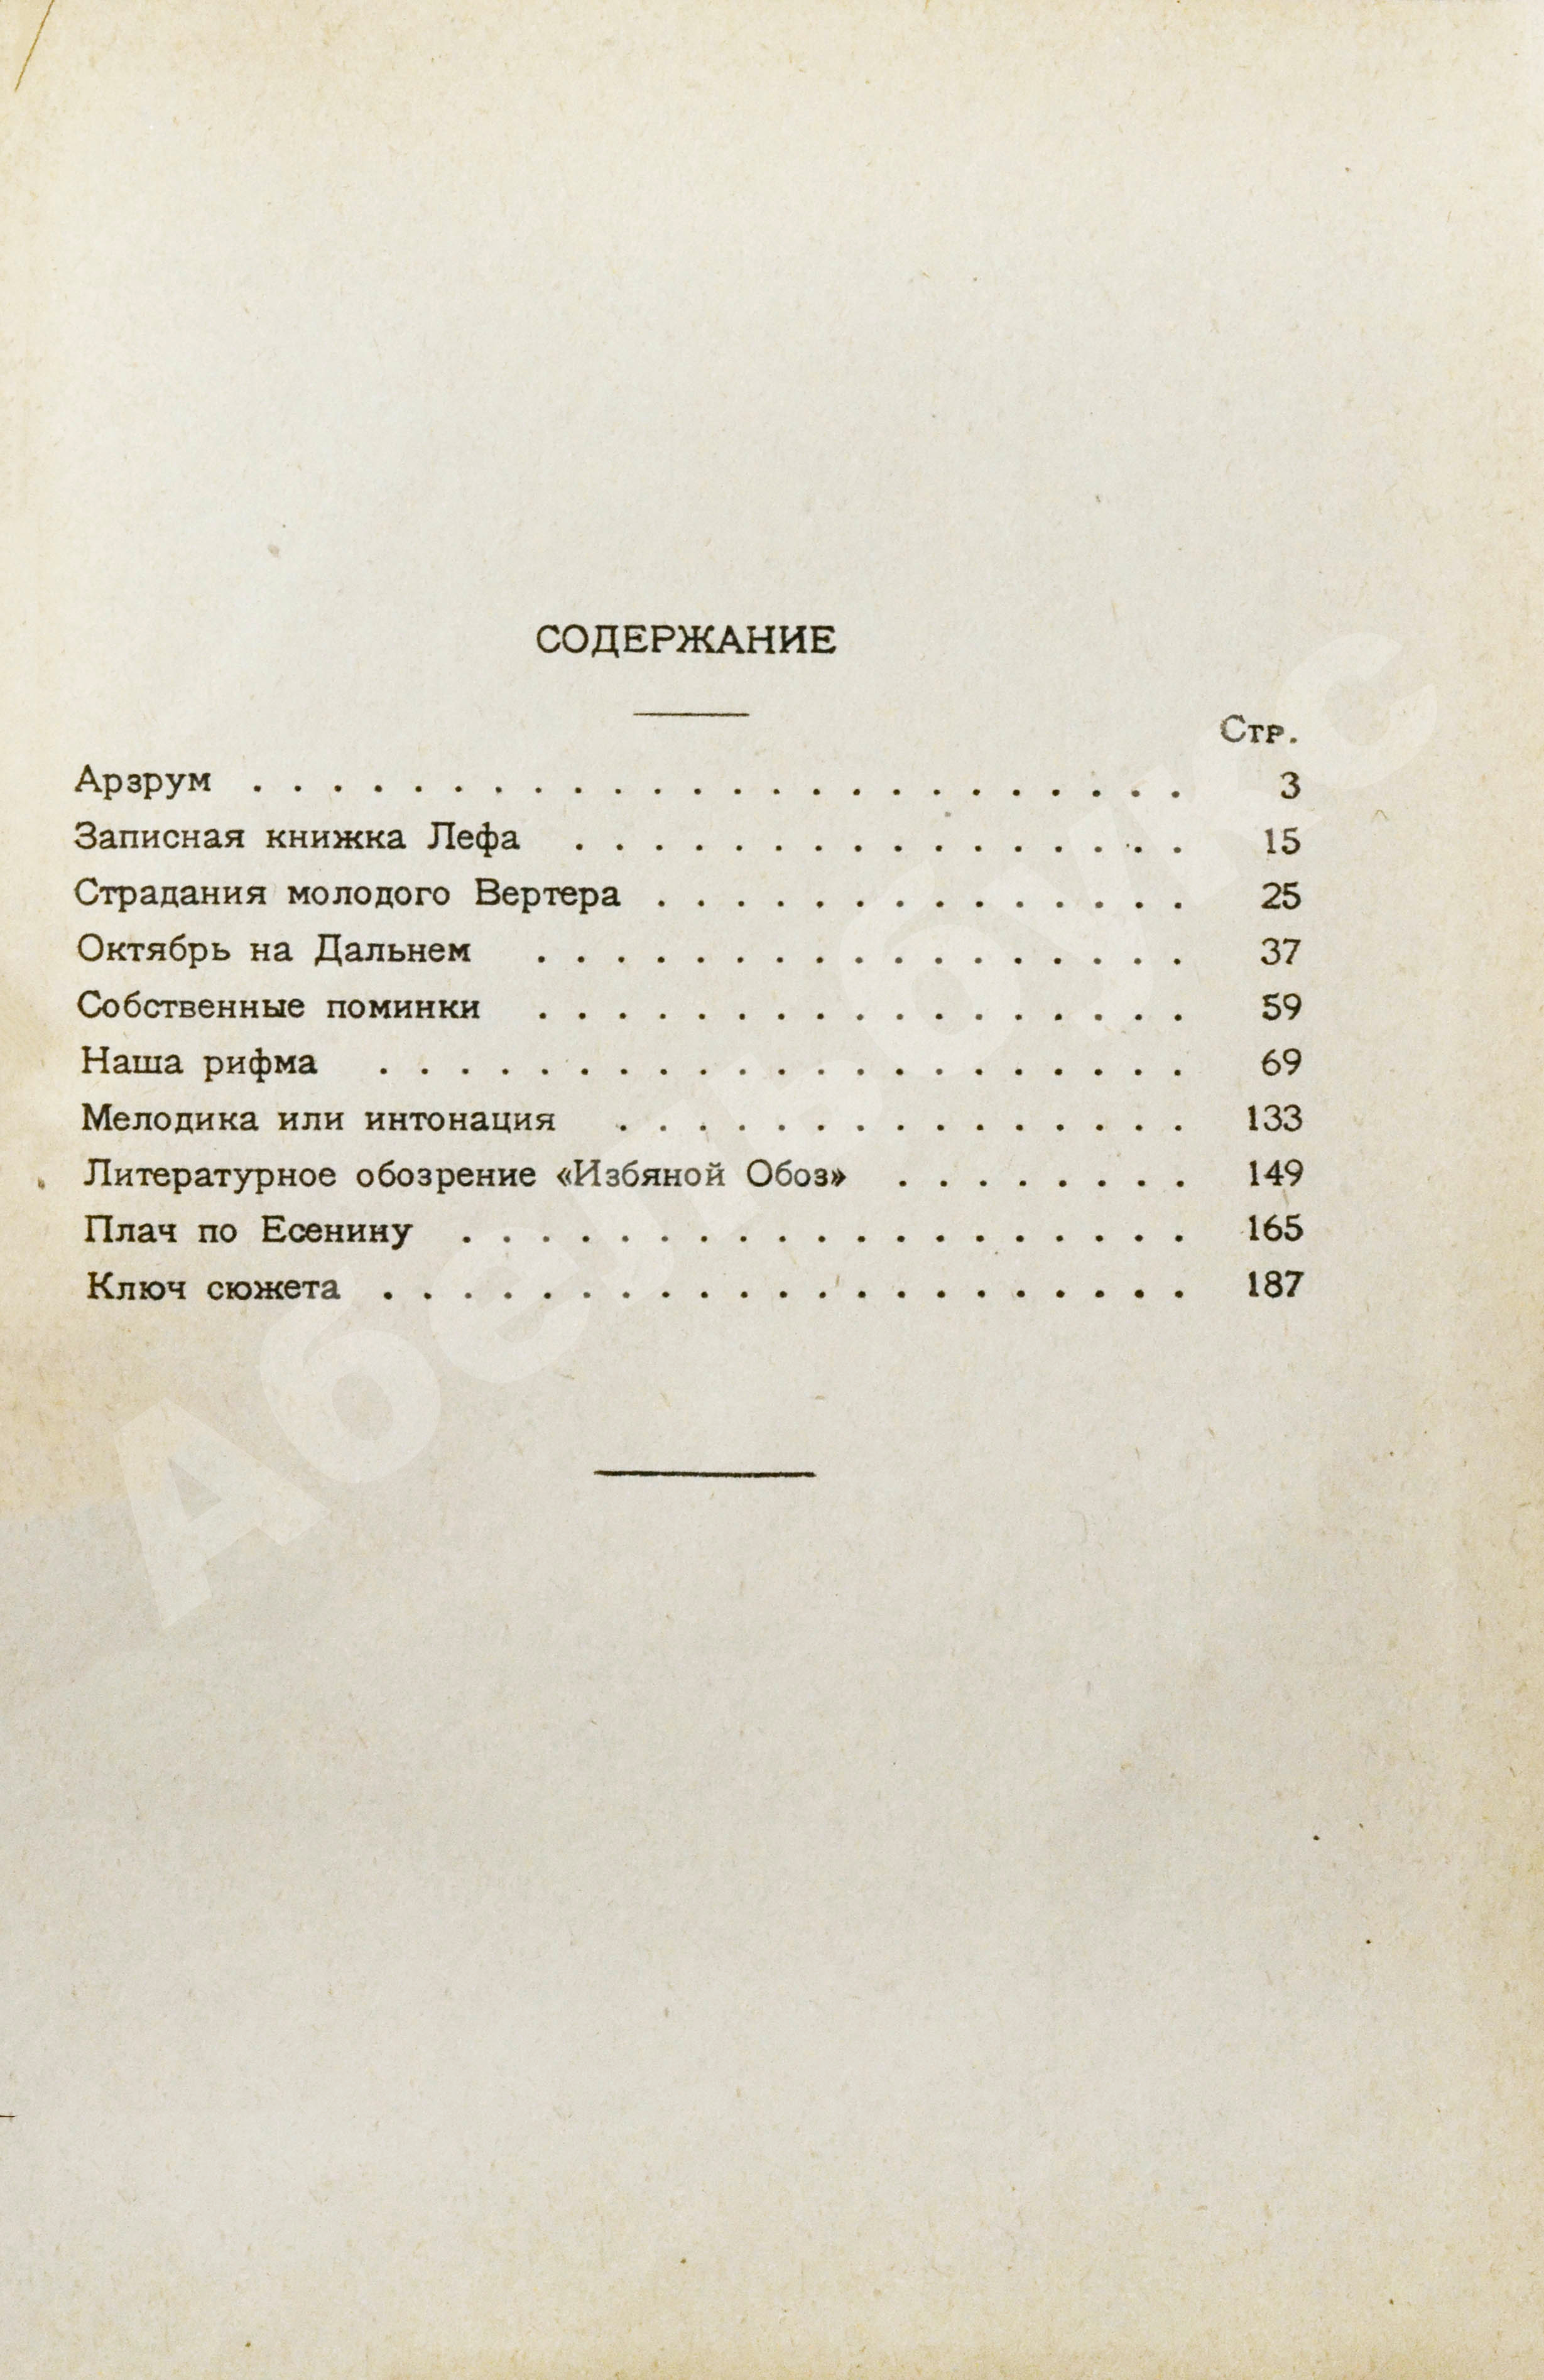 СОДЕРЖАНИЕ
Стр.
Арзрум . . . . . . . . . . . . . . . . . . . . . . . . 3
Записная книжка Лефа . . . . . . . . . . . . . . . . 15
Страдания молодого Вертера . . . . . . . . . . . . . . 25
Октябрь на Дальнем . . . . . . . . . . . . . . . . . 37
Собственные поминки . . . . . . . . . . . . . . . . . 59
Наша рифма . . . . . . . . . . . . . . . . . . . . . 69
Мелодика или интонация . . . . . . . . . . . . . . . 133
Литературное обозрение «Избяной Обоз» . . . . . . . . 149
Плач по Есенину . . . . . . . . . . . . . . . . . . . 165
Ключ сюжета . . . . . . . . . . . . . . . . . . . . . 187